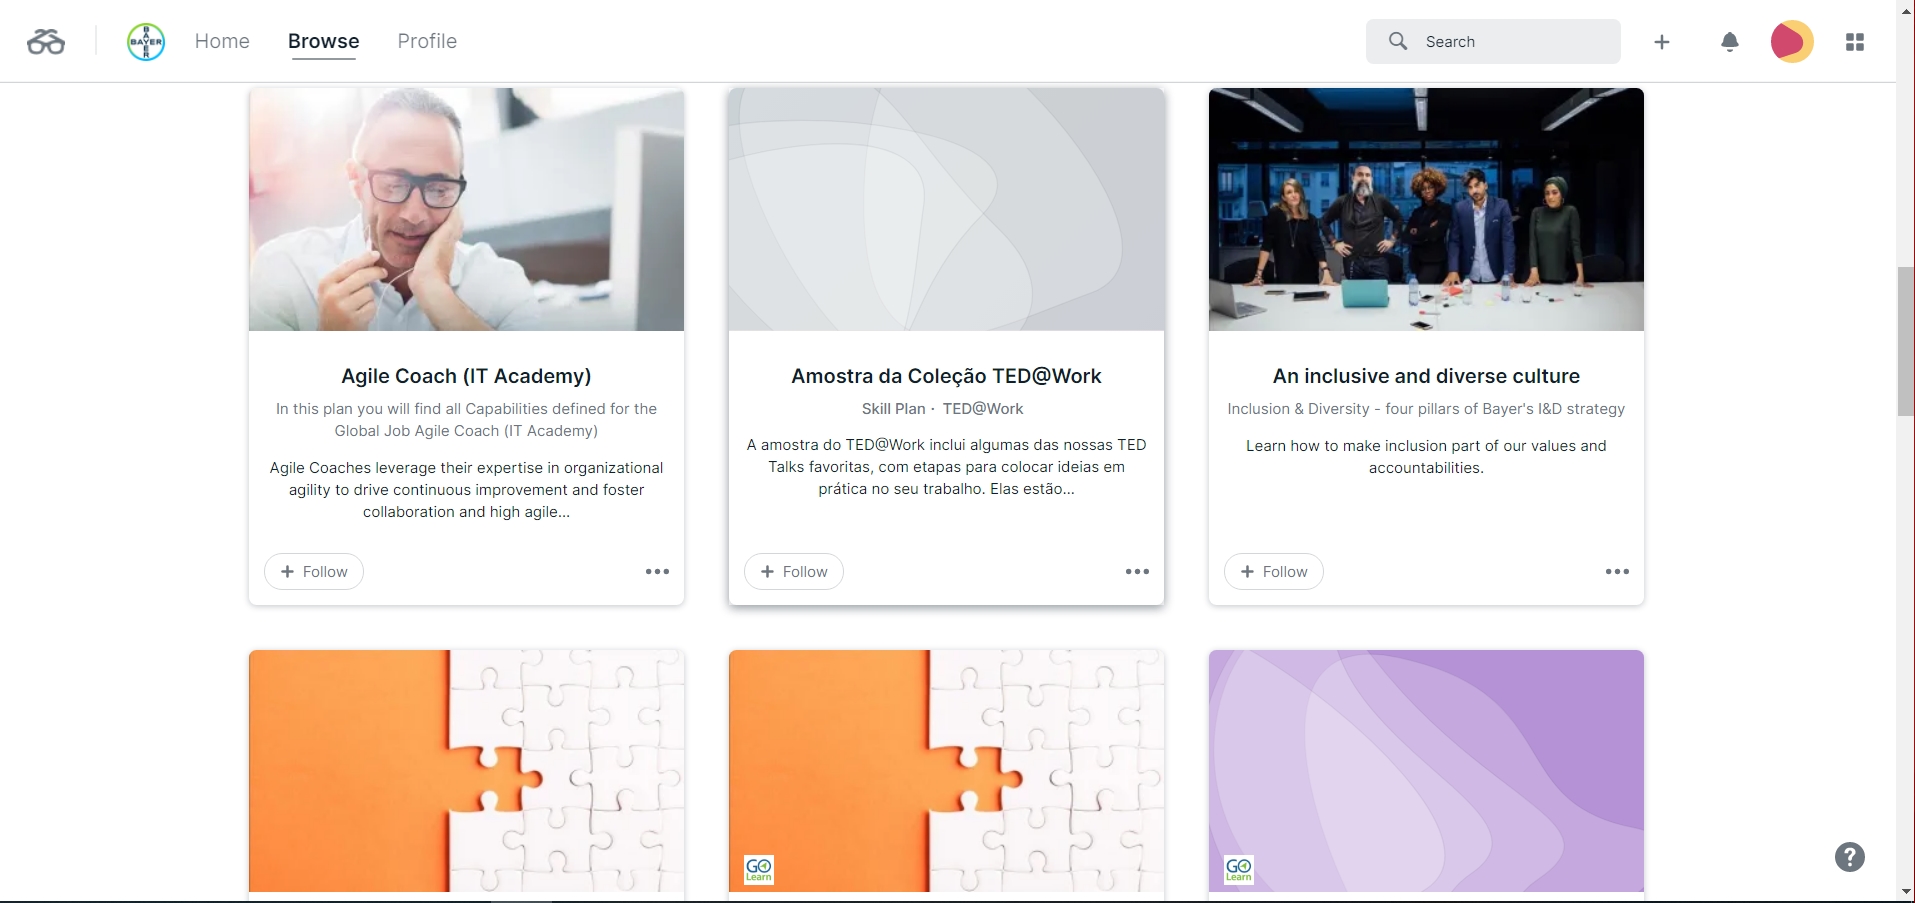 BAYER
BAYER
Home
Browse
Profile
Search
Agile Coach (IT Academy)
In this plan you will find all Capabilities defined for the
Global Job Agile Coach (IT Academy)
Agile Coaches leverage their expertise in organizational
agility to drive continuous improvement and foster
collaboration and high agile...
+ Follow
Amostra da Coleção TED@Work
Skill Plan · TED@Work
A amostra do TED@Work inclui algumas das nossas TED
Talks favoritas, com etapas para colocar ideias em
prática no seu trabalho. Elas estão...
+ Follow
An inclusive and diverse culture
Inclusion & Diversity - four pillars of Bayer's I&D strategy
Learn how to make inclusion part of our values and
accountabilities.
+ Follow
GO
Learn
GO
Learn
?